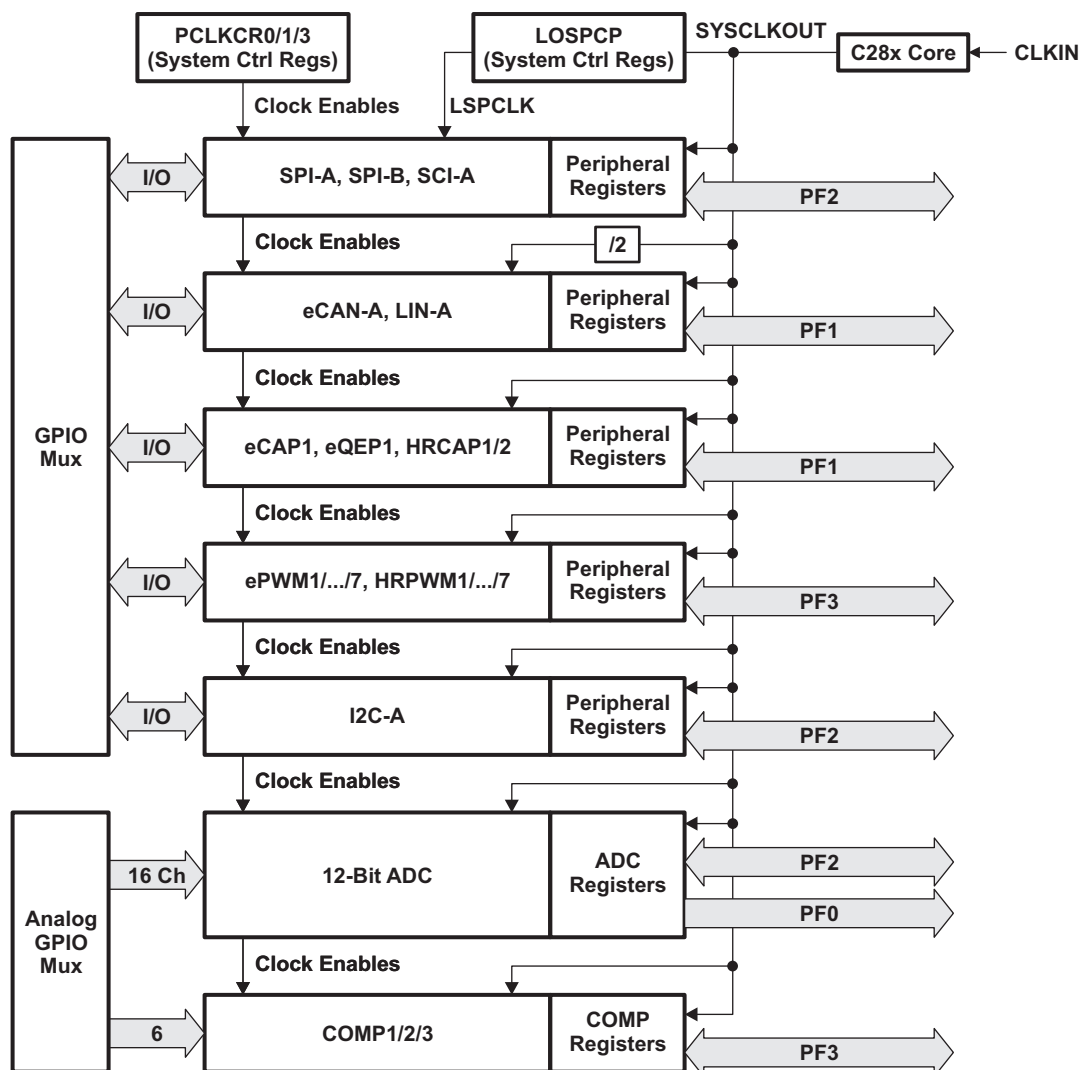 PCLKCR0/1/3
(System Ctrl Regs)
LOSPCP
(System Ctrl Regs)
SYSCLKOUT
C28x Core
CLKIN
Clock Enables
LSPCLK
I/O
SPI-A, SPI-B, SCI-A
Peripheral
Registers
PF2
Clock Enables
/2
I/O
eCAN-A, LIN-A
Peripheral
Registers
PF1
Clock Enables
GPIO
Mux
I/O
eCAP1, eQEP1, HRCAP1/2
Peripheral
Registers
PF1
Clock Enables
I/O
ePWM1/.../7, HRPWM1/.../7
Peripheral
Registers
PF3
Clock Enables
I/O
I2C-A
Peripheral
Registers
PF2
Clock Enables
Analog
GPIO
Mux
16 Ch
12-Bit ADC
ADC
Registers
PF2
PF0
Clock Enables
6
COMP1/2/3
COMP
Registers
PF3